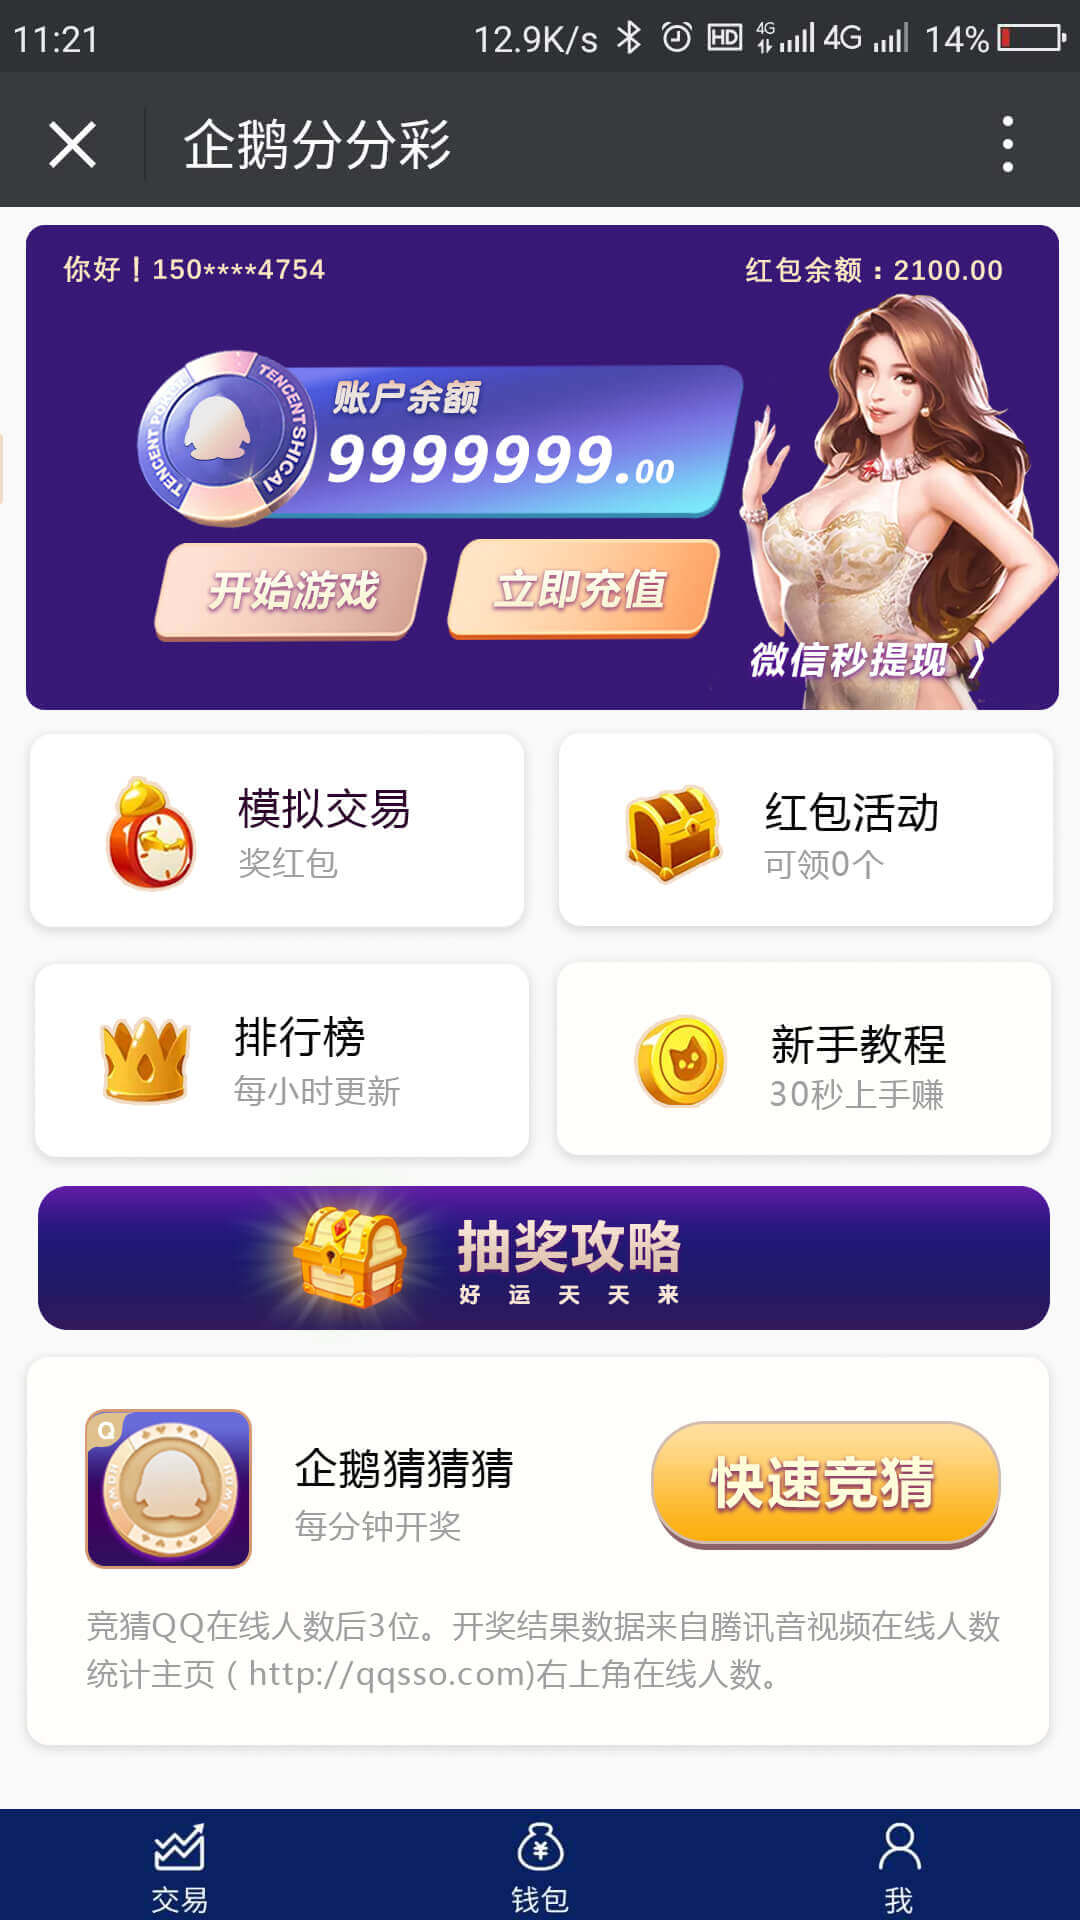 11:21 12.9K/s HD 4G 4G 14%
企鹅分分彩
你好！150****4754 红包余额：2100.00
TENCENT POKER TENCENT SHICAI
账户余额
9999999.00
开始游戏 立即充值
微信秒提现 〉
模拟交易 红包活动
奖红包 可领0个
排行榜 新手教程
每小时更新 30秒上手赚
抽奖攻略
好运天天来
Q
企鹅猜猜猜 快速竞猜
每分钟开奖
竞猜QQ在线人数后3位。开奖结果数据来自腾讯音视频在线人数
统计主页（http://qqsso.com)右上角在线人数。
交易 钱包 我